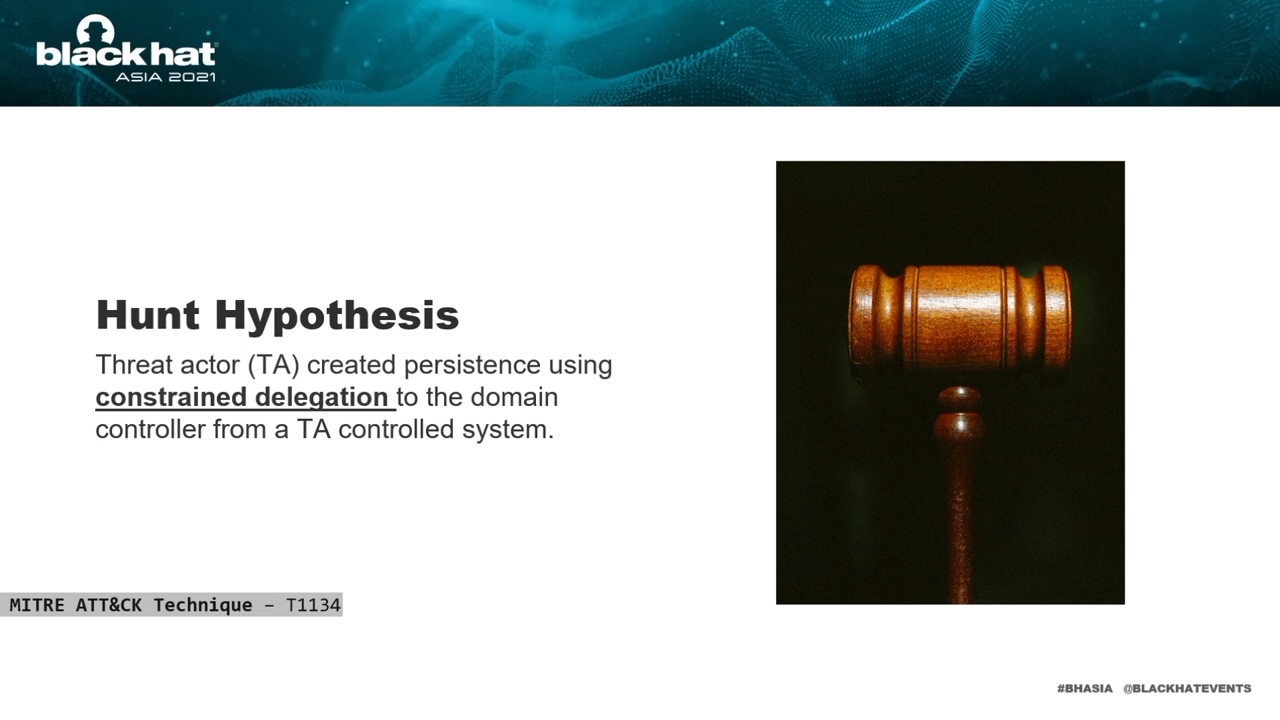 black hat
ASIA 2021
Hunt Hypothesis
Threat actor (TA) created persistence using
constrained delegation to the domain
controller from a TA controlled system.
MITRE ATT&CK Technique – T1134
#BHASIA @BLACKHATEVENTS